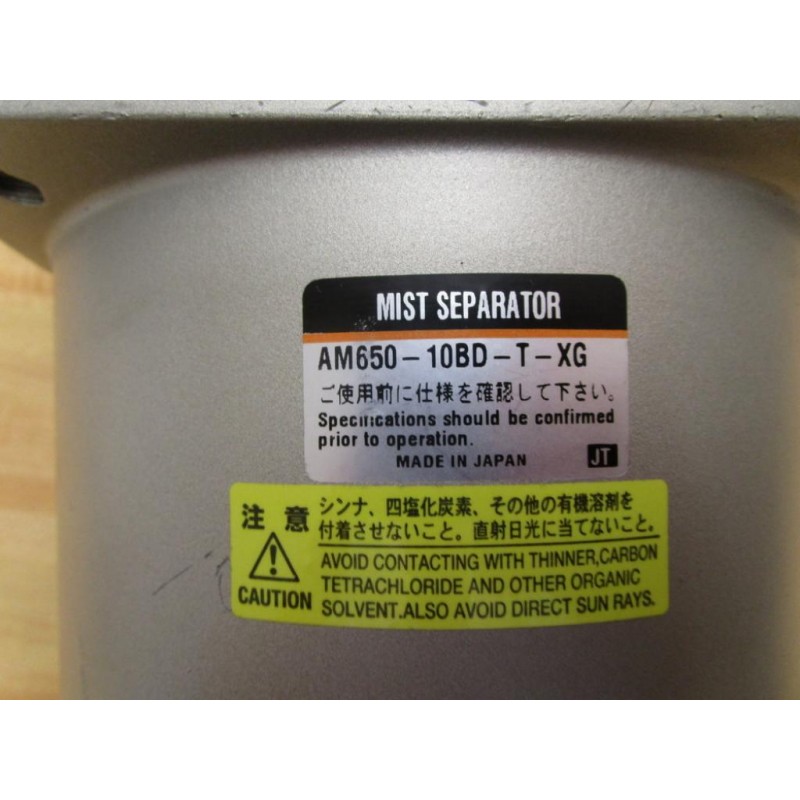 MIST SEPARATOR
AM650-10BD-T-XG
ご使用前に仕様を確認して下さい。
Specifications should be confirmed
prior to operation.
MADE IN JAPAN JT
注意
CAUTION
シンナ、四塩化炭素、その他の有機溶剤を
付着させないこと。直射日光に当てないこと。
AVOID CONTACTING WITH THINNER,CARBON
TETRACHLORIDE AND OTHER ORGANIC
SOLVENT.ALSO AVOID DIRECT SUN RAYS.